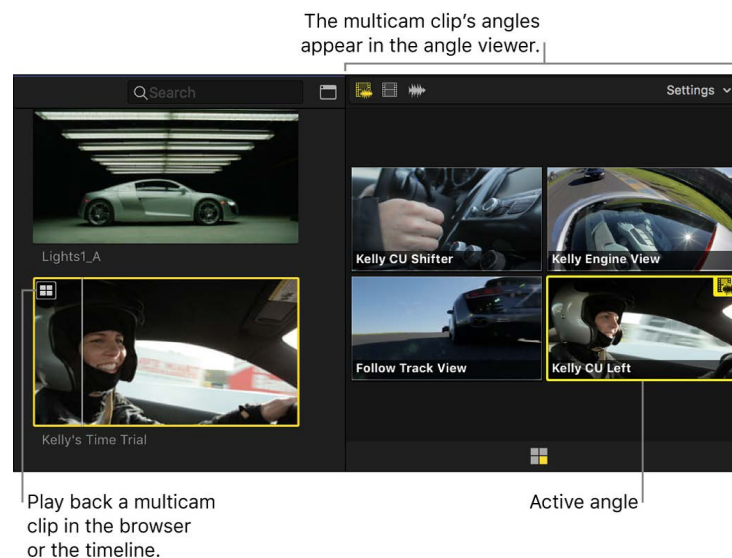 The multicam clip’s angles
appear in the angle viewer.
Search
Settings
Lights1_A
Kelly CU Shifter
Kelly Engine View
Follow Track View
Kelly CU Left
Kelly's Time Trial
Play back a multicam
clip in the browser
or the timeline.
Active angle